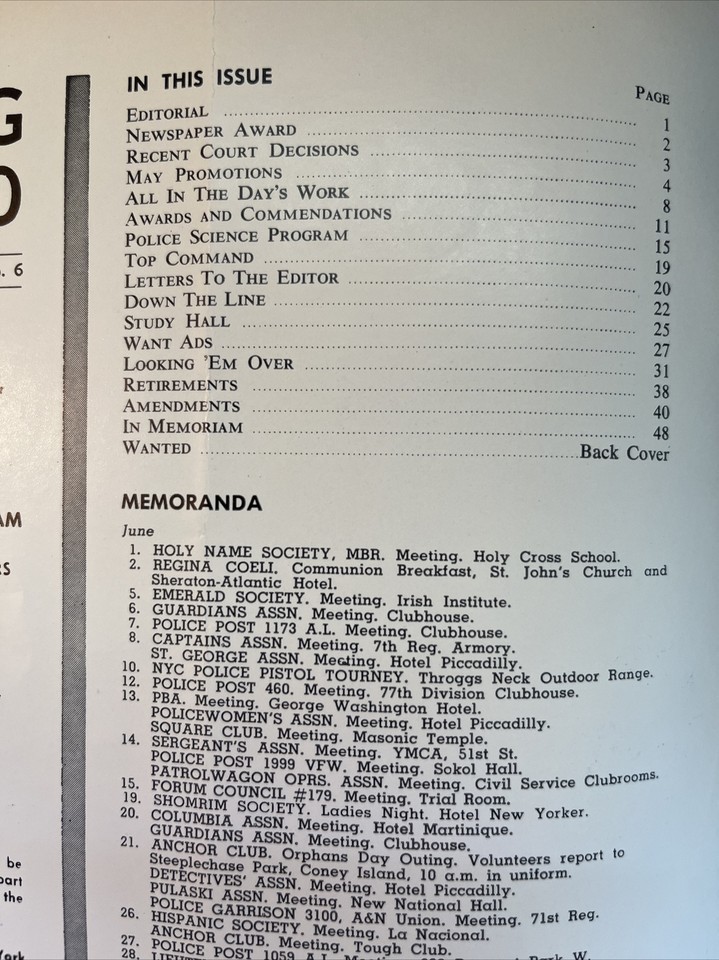 G
O
. 6
AM
RS
be
part
the
York
IN THIS ISSUE
PAGE
EDITORIAL 1
NEWSPAPER AWARD 2
RECENT COURT DECISIONS 3
MAY PROMOTIONS 4
ALL IN THE DAY'S WORK 8
AWARDS AND COMMENDATIONS 11
POLICE SCIENCE PROGRAM 15
TOP COMMAND 19
LETTERS TO THE EDITOR 20
DOWN THE LINE 22
STUDY HALL 25
WANT ADS 27
LOOKING 'EM OVER 31
RETIREMENTS 38
AMENDMENTS 40
IN MEMORIAM 48
WANTED Back Cover
MEMORANDA
June
1. HOLY NAME SOCIETY, MBR. Meeting. Holy Cross School.
2. REGINA COELI. Communion Breakfast, St. John's Church and
Sheraton-Atlantic Hotel.
5. EMERALD SOCIETY. Meeting. Irish Institute.
6. GUARDIANS ASSN. Meeting. Clubhouse.
7. POLICE POST 1173 A.L. Meeting. Clubhouse.
8. CAPTAINS ASSN. Meeting. 7th Reg. Armory.
ST. GEORGE ASSN. Meeting. Hotel Piccadilly.
10. NYC POLICE PISTOL TOURNEY. Throggs Neck Outdoor Range.
12. POLICE POST 460. Meeting. 77th Division Clubhouse.
13. PBA. Meeting. George Washington Hotel.
POLICEWOMEN'S ASSN. Meeting. Hotel Piccadilly.
SQUARE CLUB. Meeting. Masonic Temple.
14. SERGEANT'S ASSN. Meeting. YMCA, 51st St.
POLICE POST 1999 VFW. Meeting. Sokol Hall.
PATROLWAGON OPRS. ASSN. Meeting. Civil Service Clubrooms.
15. FORUM COUNCIL #179. Meeting. Trial Room.
19. SHOMRIM SOCIETY. Ladies Night. Hotel New Yorker.
20. COLUMBIA ASSN. Meeting. Hotel Martinique.
GUARDIANS ASSN. Meeting. Clubhouse.
21. ANCHOR CLUB. Orphans Day Outing. Volunteers report to
Steeplechase Park, Coney Island, 10 a.m. in uniform.
DETECTIVES' ASSN. Meeting. Hotel Piccadilly.
PULASKI ASSN. Meeting. New National Hall.
POLICE GARRISON 3100, A&N Union. Meeting. 71st Reg.
26. HISPANIC SOCIETY. Meeting. La Nacional.
ANCHOR CLUB. Meeting. Tough Club.
27. POLICE POST 1059 A.L.
28.